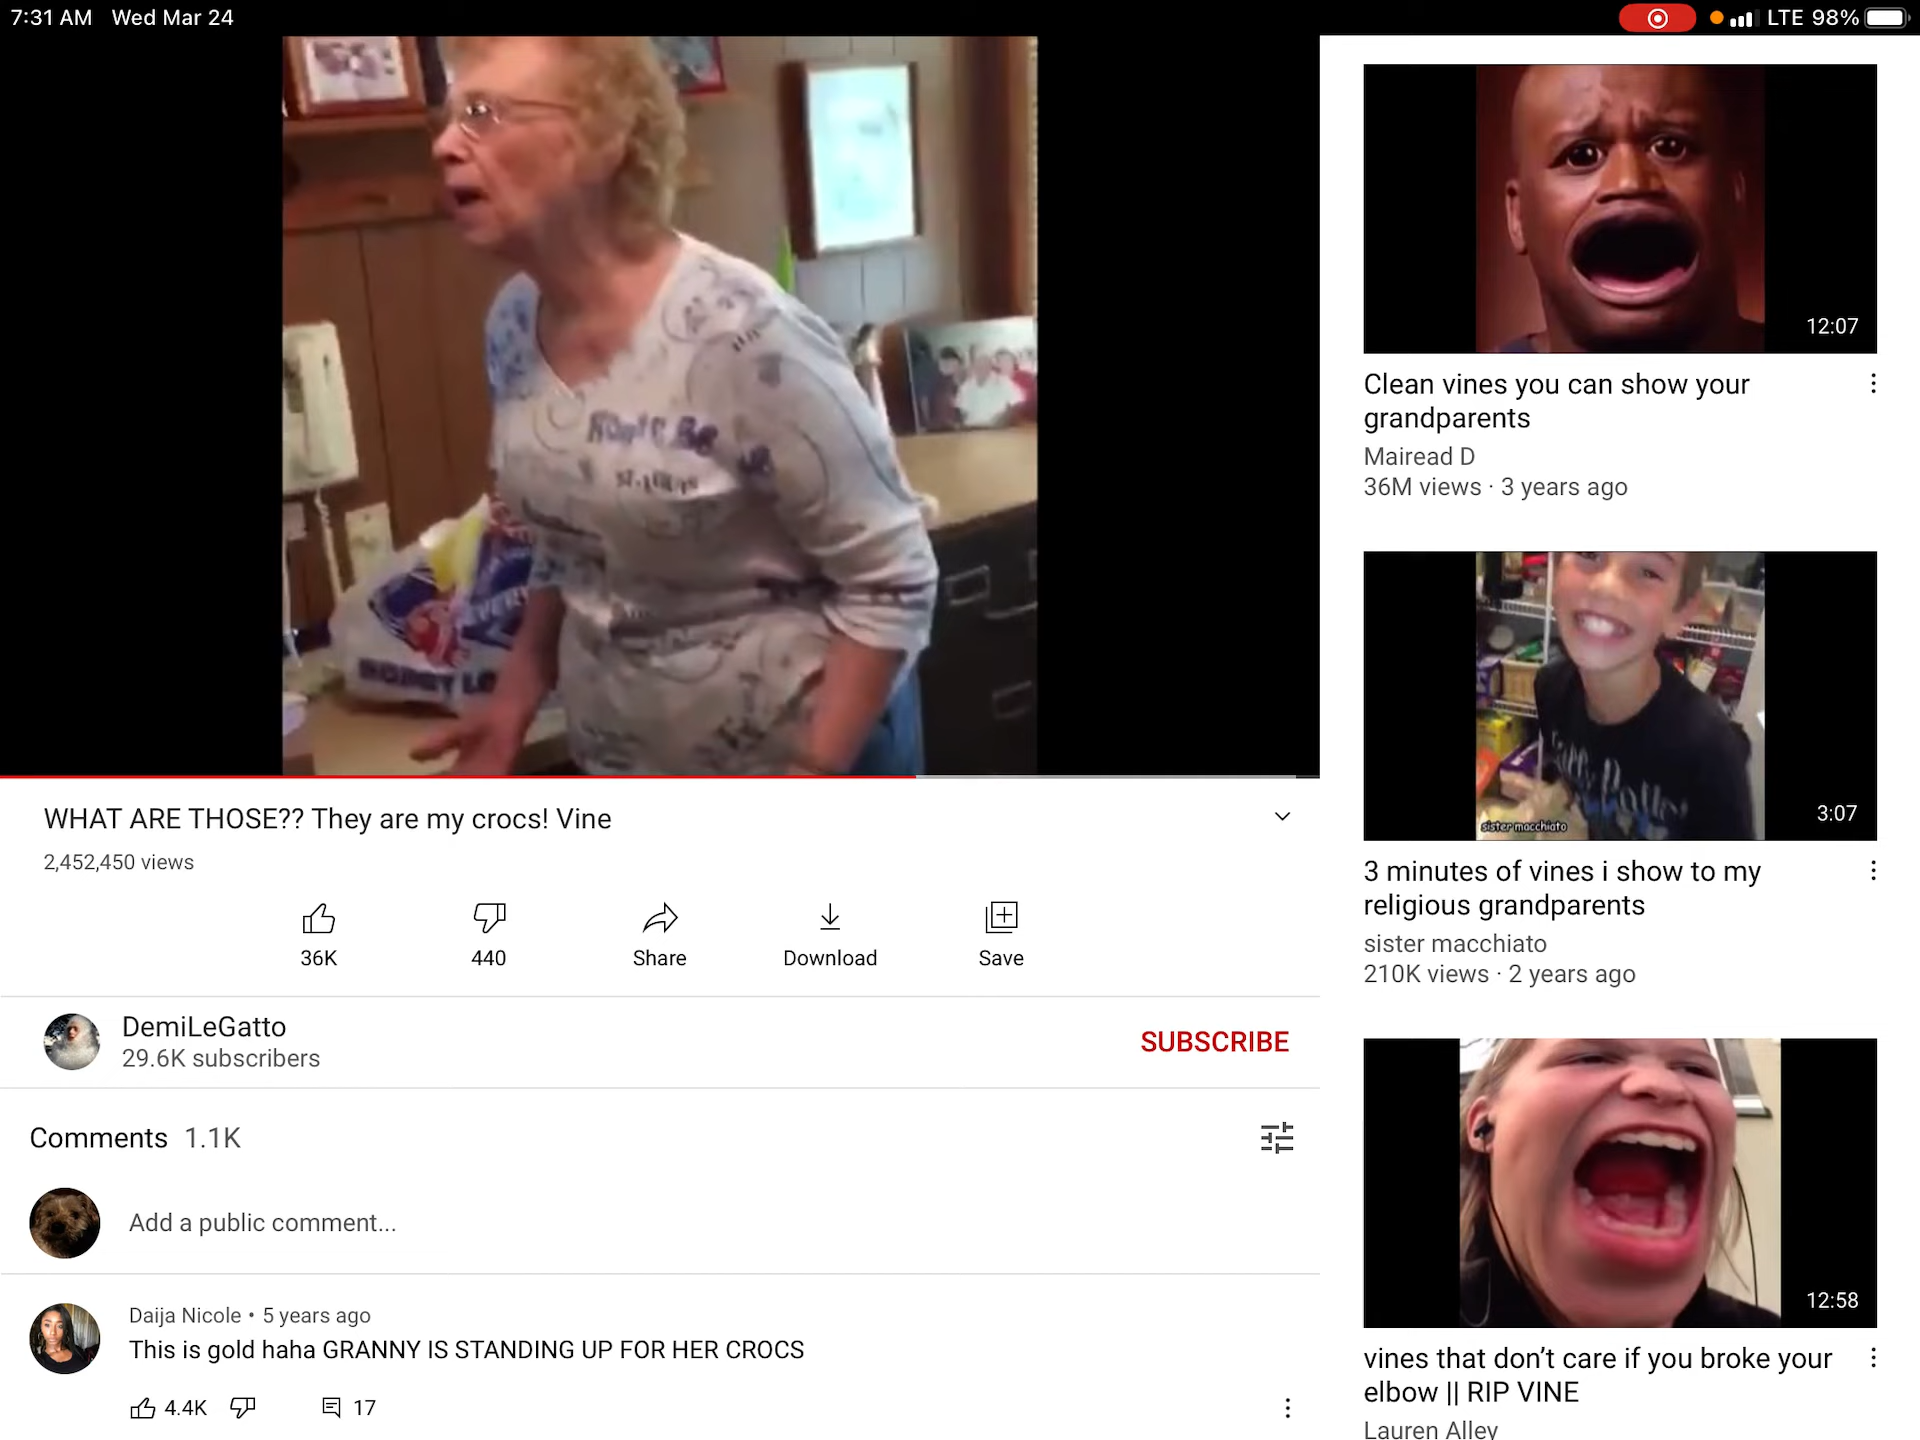 7:31 AM Wed Mar 24
LTE 98%
HOBBY LO
WHAT ARE THOSE?? They are my crocs! Vine
2,452,450 views
36K
440
Share
Download
Save
DemiLeGatto
29.6K subscribers
SUBSCRIBE
Comments 1.1K
Add a public comment...
Daija Nicole • 5 years ago
This is gold haha GRANNY IS STANDING UP FOR HER CROCS
4.4K
17
12:07
Clean vines you can show your
grandparents
Mairead D
36M views · 3 years ago
sister macchiato
3:07
3 minutes of vines i show to my
religious grandparents
sister macchiato
210K views · 2 years ago
12:58
vines that don’t care if you broke your
elbow || RIP VINE
Lauren Alley